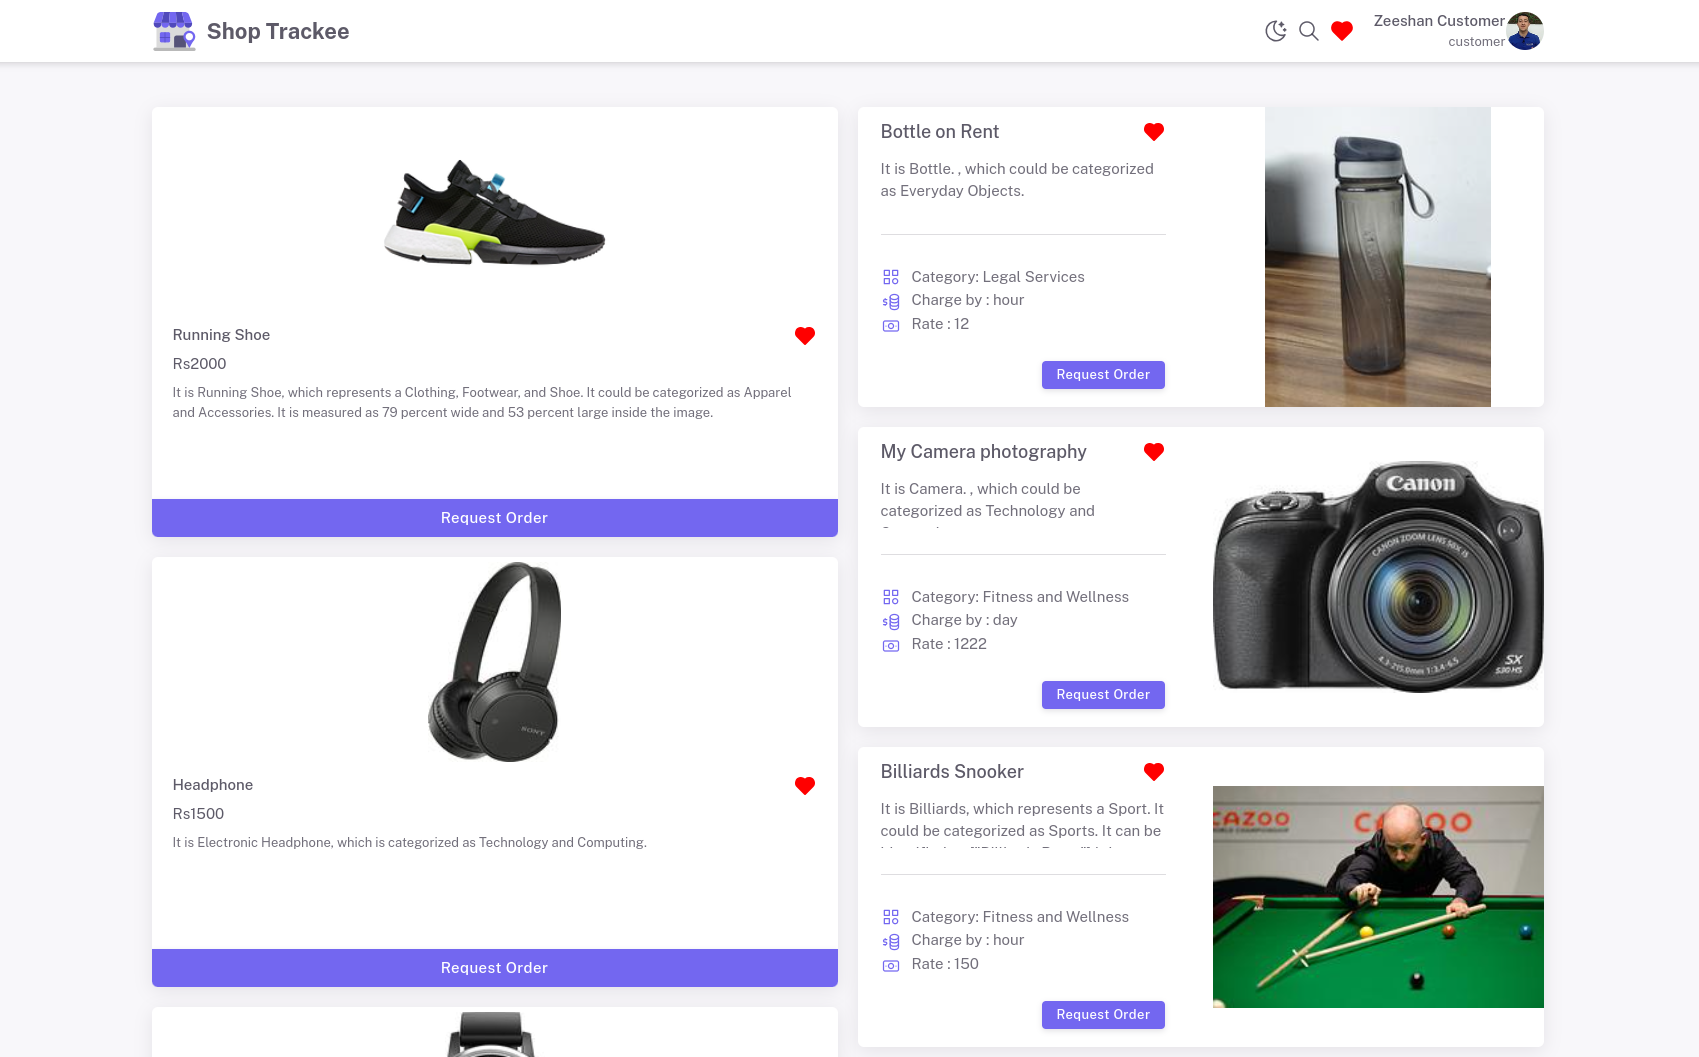 Shop Trackee
Zeeshan Customer
customer
Running Shoe
Rs2000
It is Running Shoe, which represents a Clothing, Footwear, and Shoe. It could be categorized as Apparel
and Accessories. It is measured as 79 percent wide and 53 percent large inside the image.
Request Order
Headphone
Rs1500
It is Electronic Headphone, which is categorized as Technology and Computing.
SONY
Request Order
Bottle on Rent
It is Bottle. , which could be categorized
as Everyday Objects.
Category: Legal Services
Charge by : hour
Rate : 12
Request Order
My Camera photography
It is Camera. , which could be
categorized as Technology and
Category: Fitness and Wellness
Charge by : day
Rate : 1222
Request Order
Canon
CANON ZOOM LENS 50X IS
4.3-215.0mm 1:3.4-6.5
SX
530 HS
Billiards Snooker
It is Billiards, which represents a Sport. It
could be categorized as Sports. It can be
Category: Fitness and Wellness
Charge by : hour
Rate : 150
Request Order
CAZOO
WORLD CHAMPIONSHIP
CAZOO